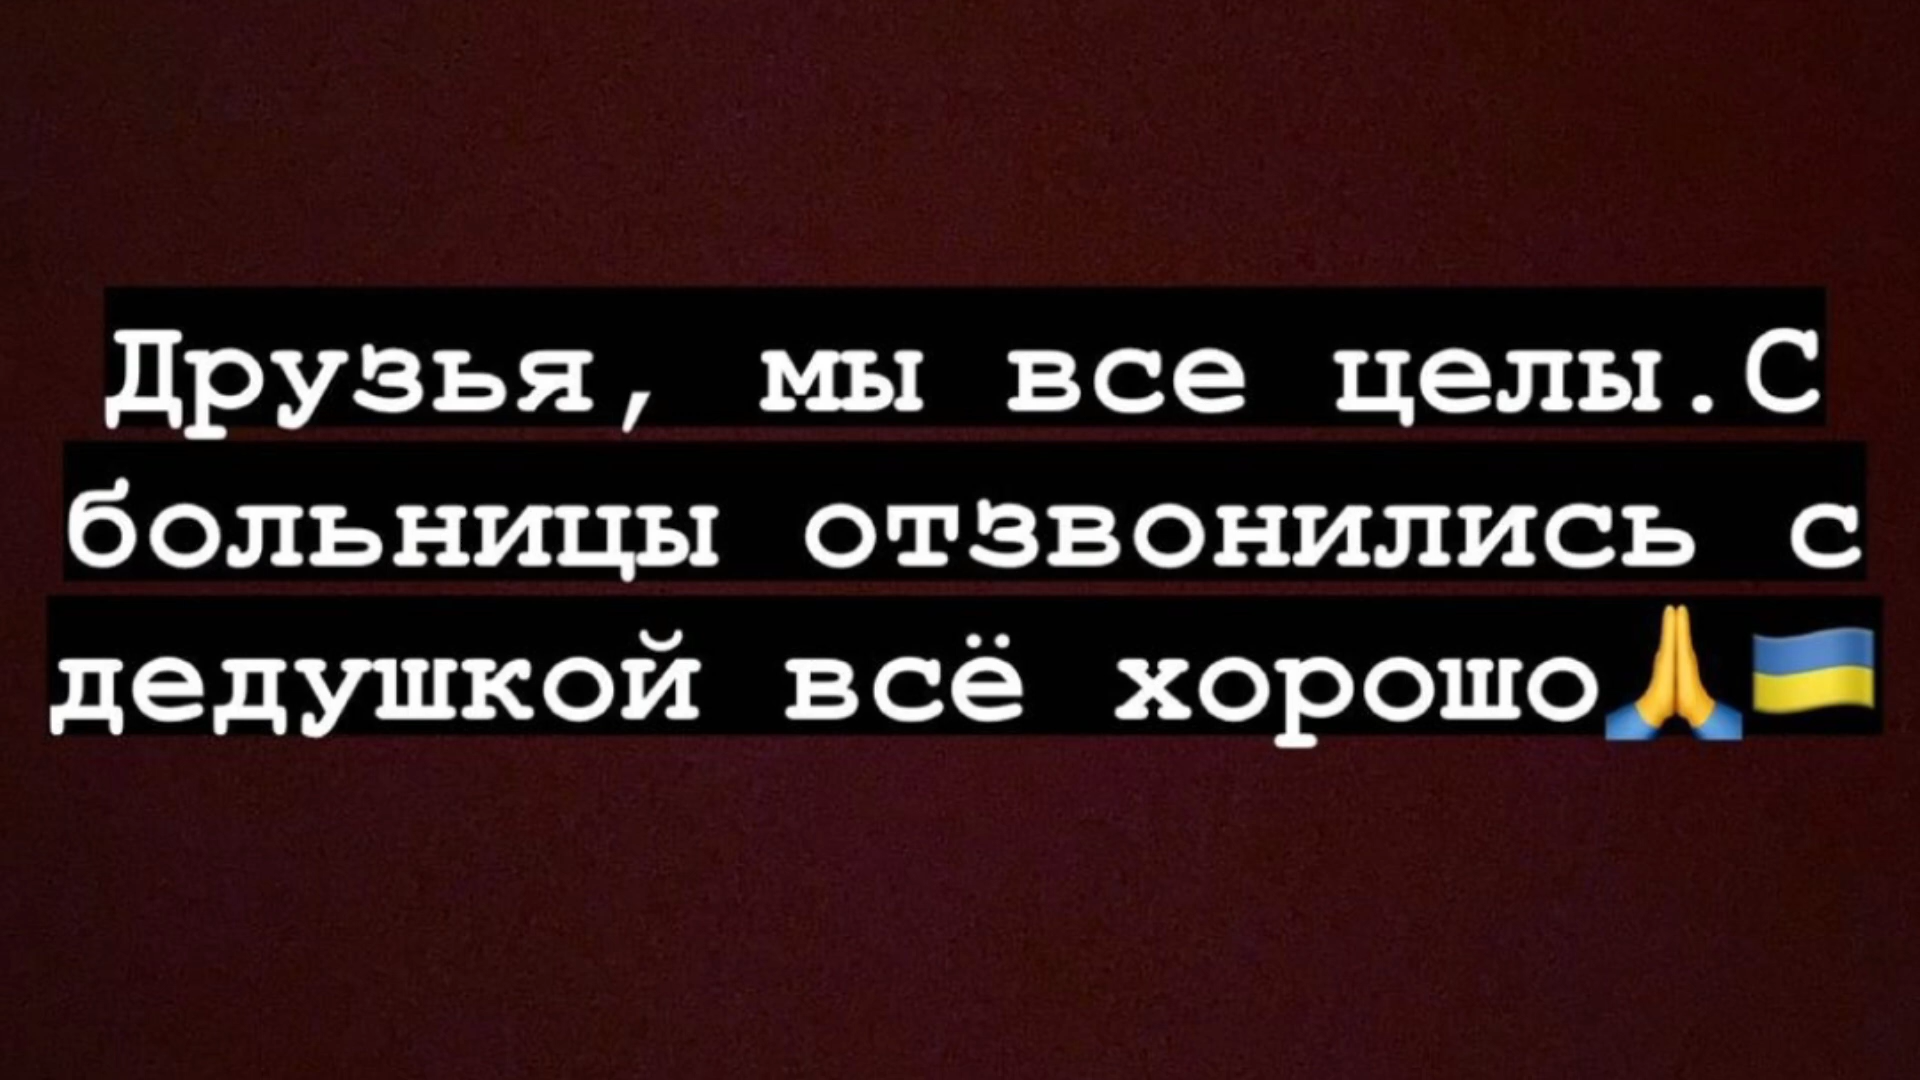 Друзья, мы все целы.С
больницы отзвонились с
дедушкой всё хорошо🙏🇺🇦